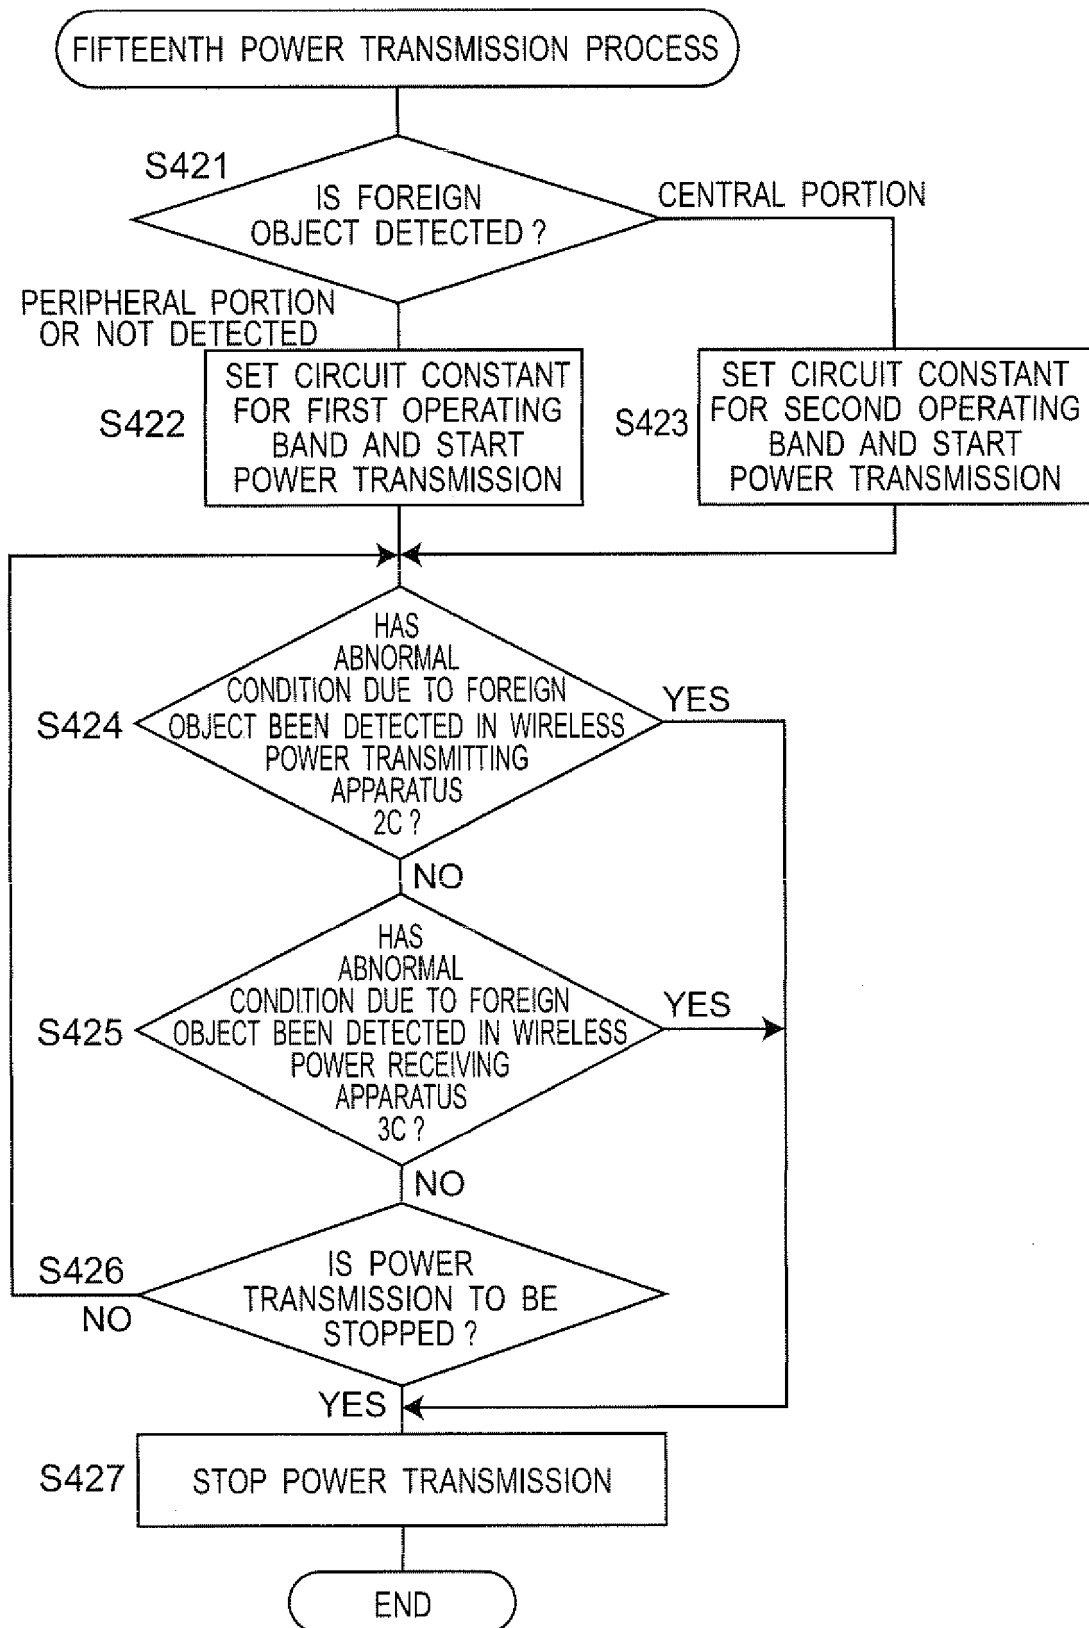 FIFTEENTH POWER TRANSMISSION PROCESS
S421
IS FOREIGN
OBJECT DETECTED?
CENTRAL PORTION
PERIPHERAL PORTION
OR NOT DETECTED
S422
SET CIRCUIT CONSTANT
FOR FIRST OPERATING
BAND AND START
POWER TRANSMISSION
S423
SET CIRCUIT CONSTANT
FOR SECOND OPERATING
BAND AND START
POWER TRANSMISSION
S424
HAS
ABNORMAL
CONDITION DUE TO FOREIGN
OBJECT BEEN DETECTED IN WIRELESS
POWER TRANSMITTING
APPARATUS
2C?
YES
NO
S425
HAS
ABNORMAL
CONDITION DUE TO FOREIGN
OBJECT BEEN DETECTED IN WIRELESS
POWER RECEIVING
APPARATUS
3C?
YES
NO
S426
NO
IS POWER
TRANSMISSION TO BE
STOPPED?
YES
S427
STOP POWER TRANSMISSION
END